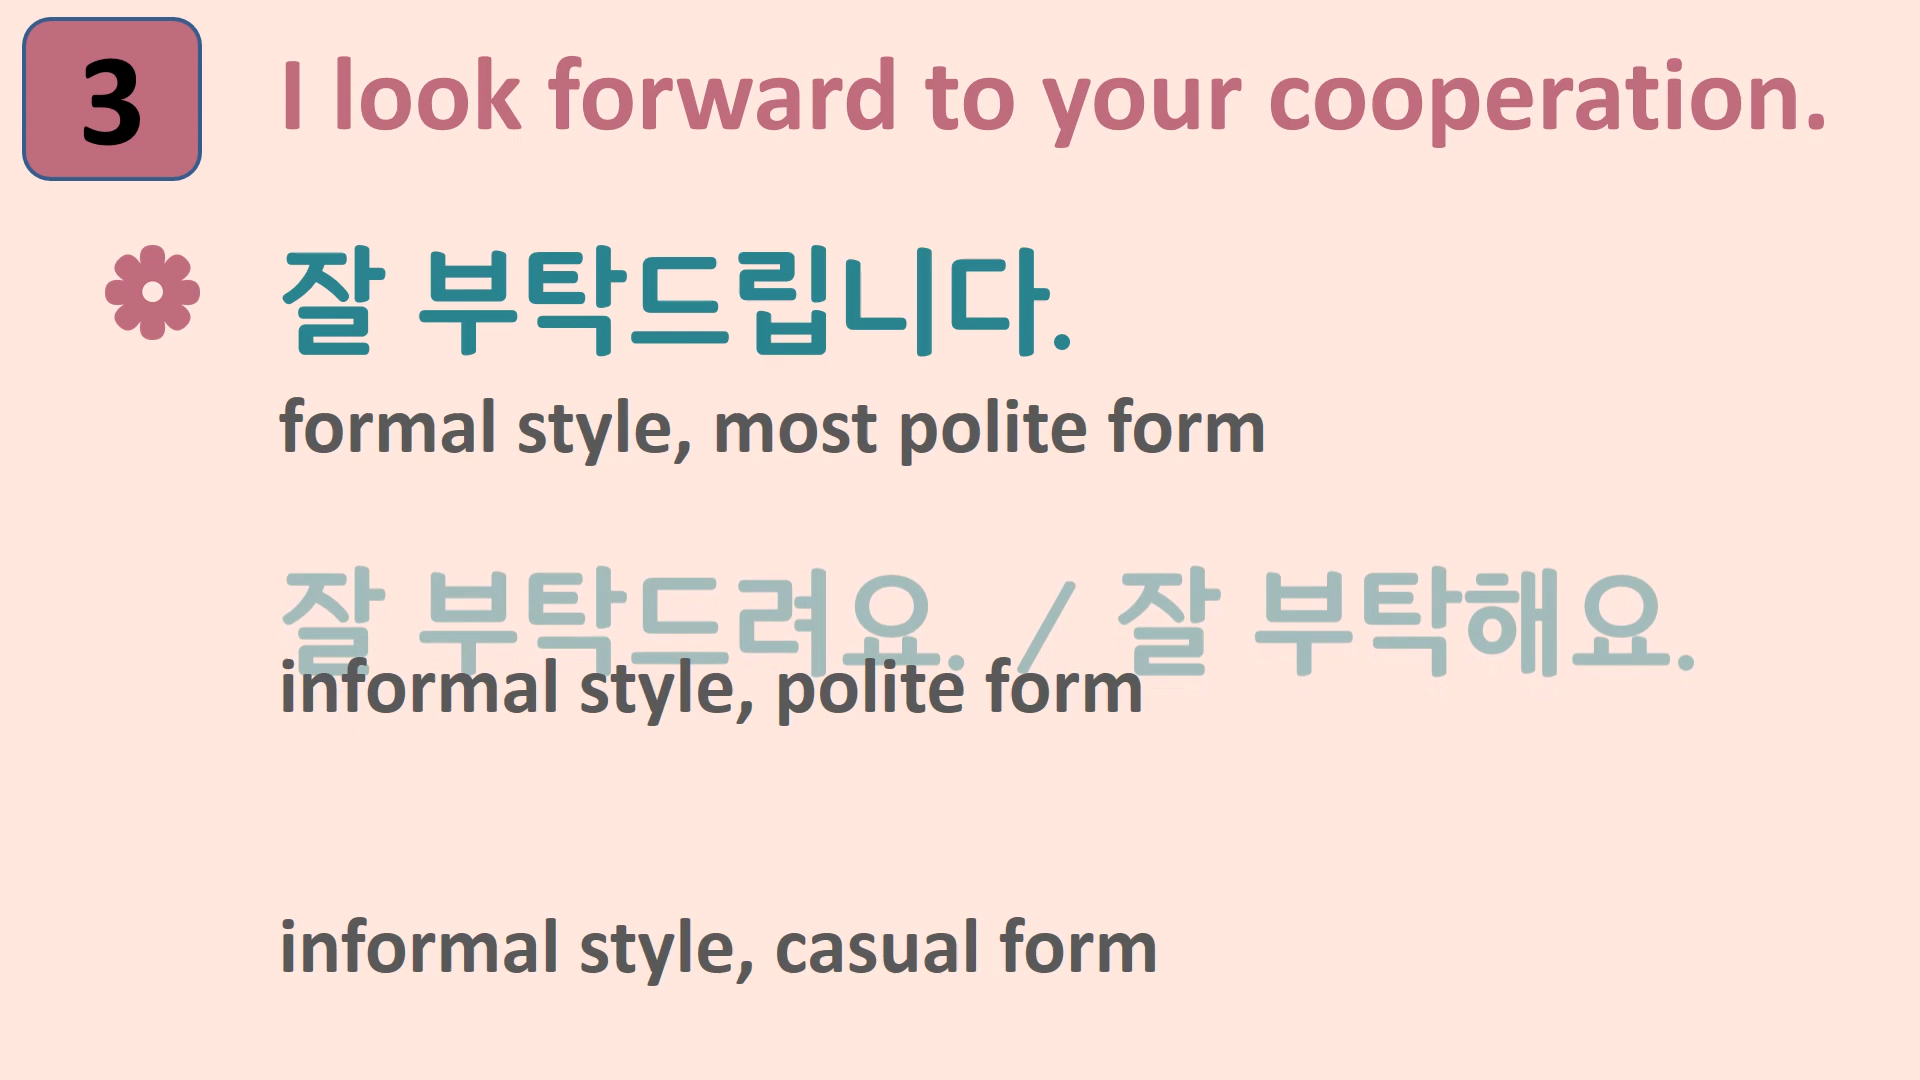 3
I look forward to your cooperation.
잘 부탁드립니다.
formal style, most polite form
잘 부탁드려요. / 잘 부탁해요.
informal style, polite form
informal style, casual form